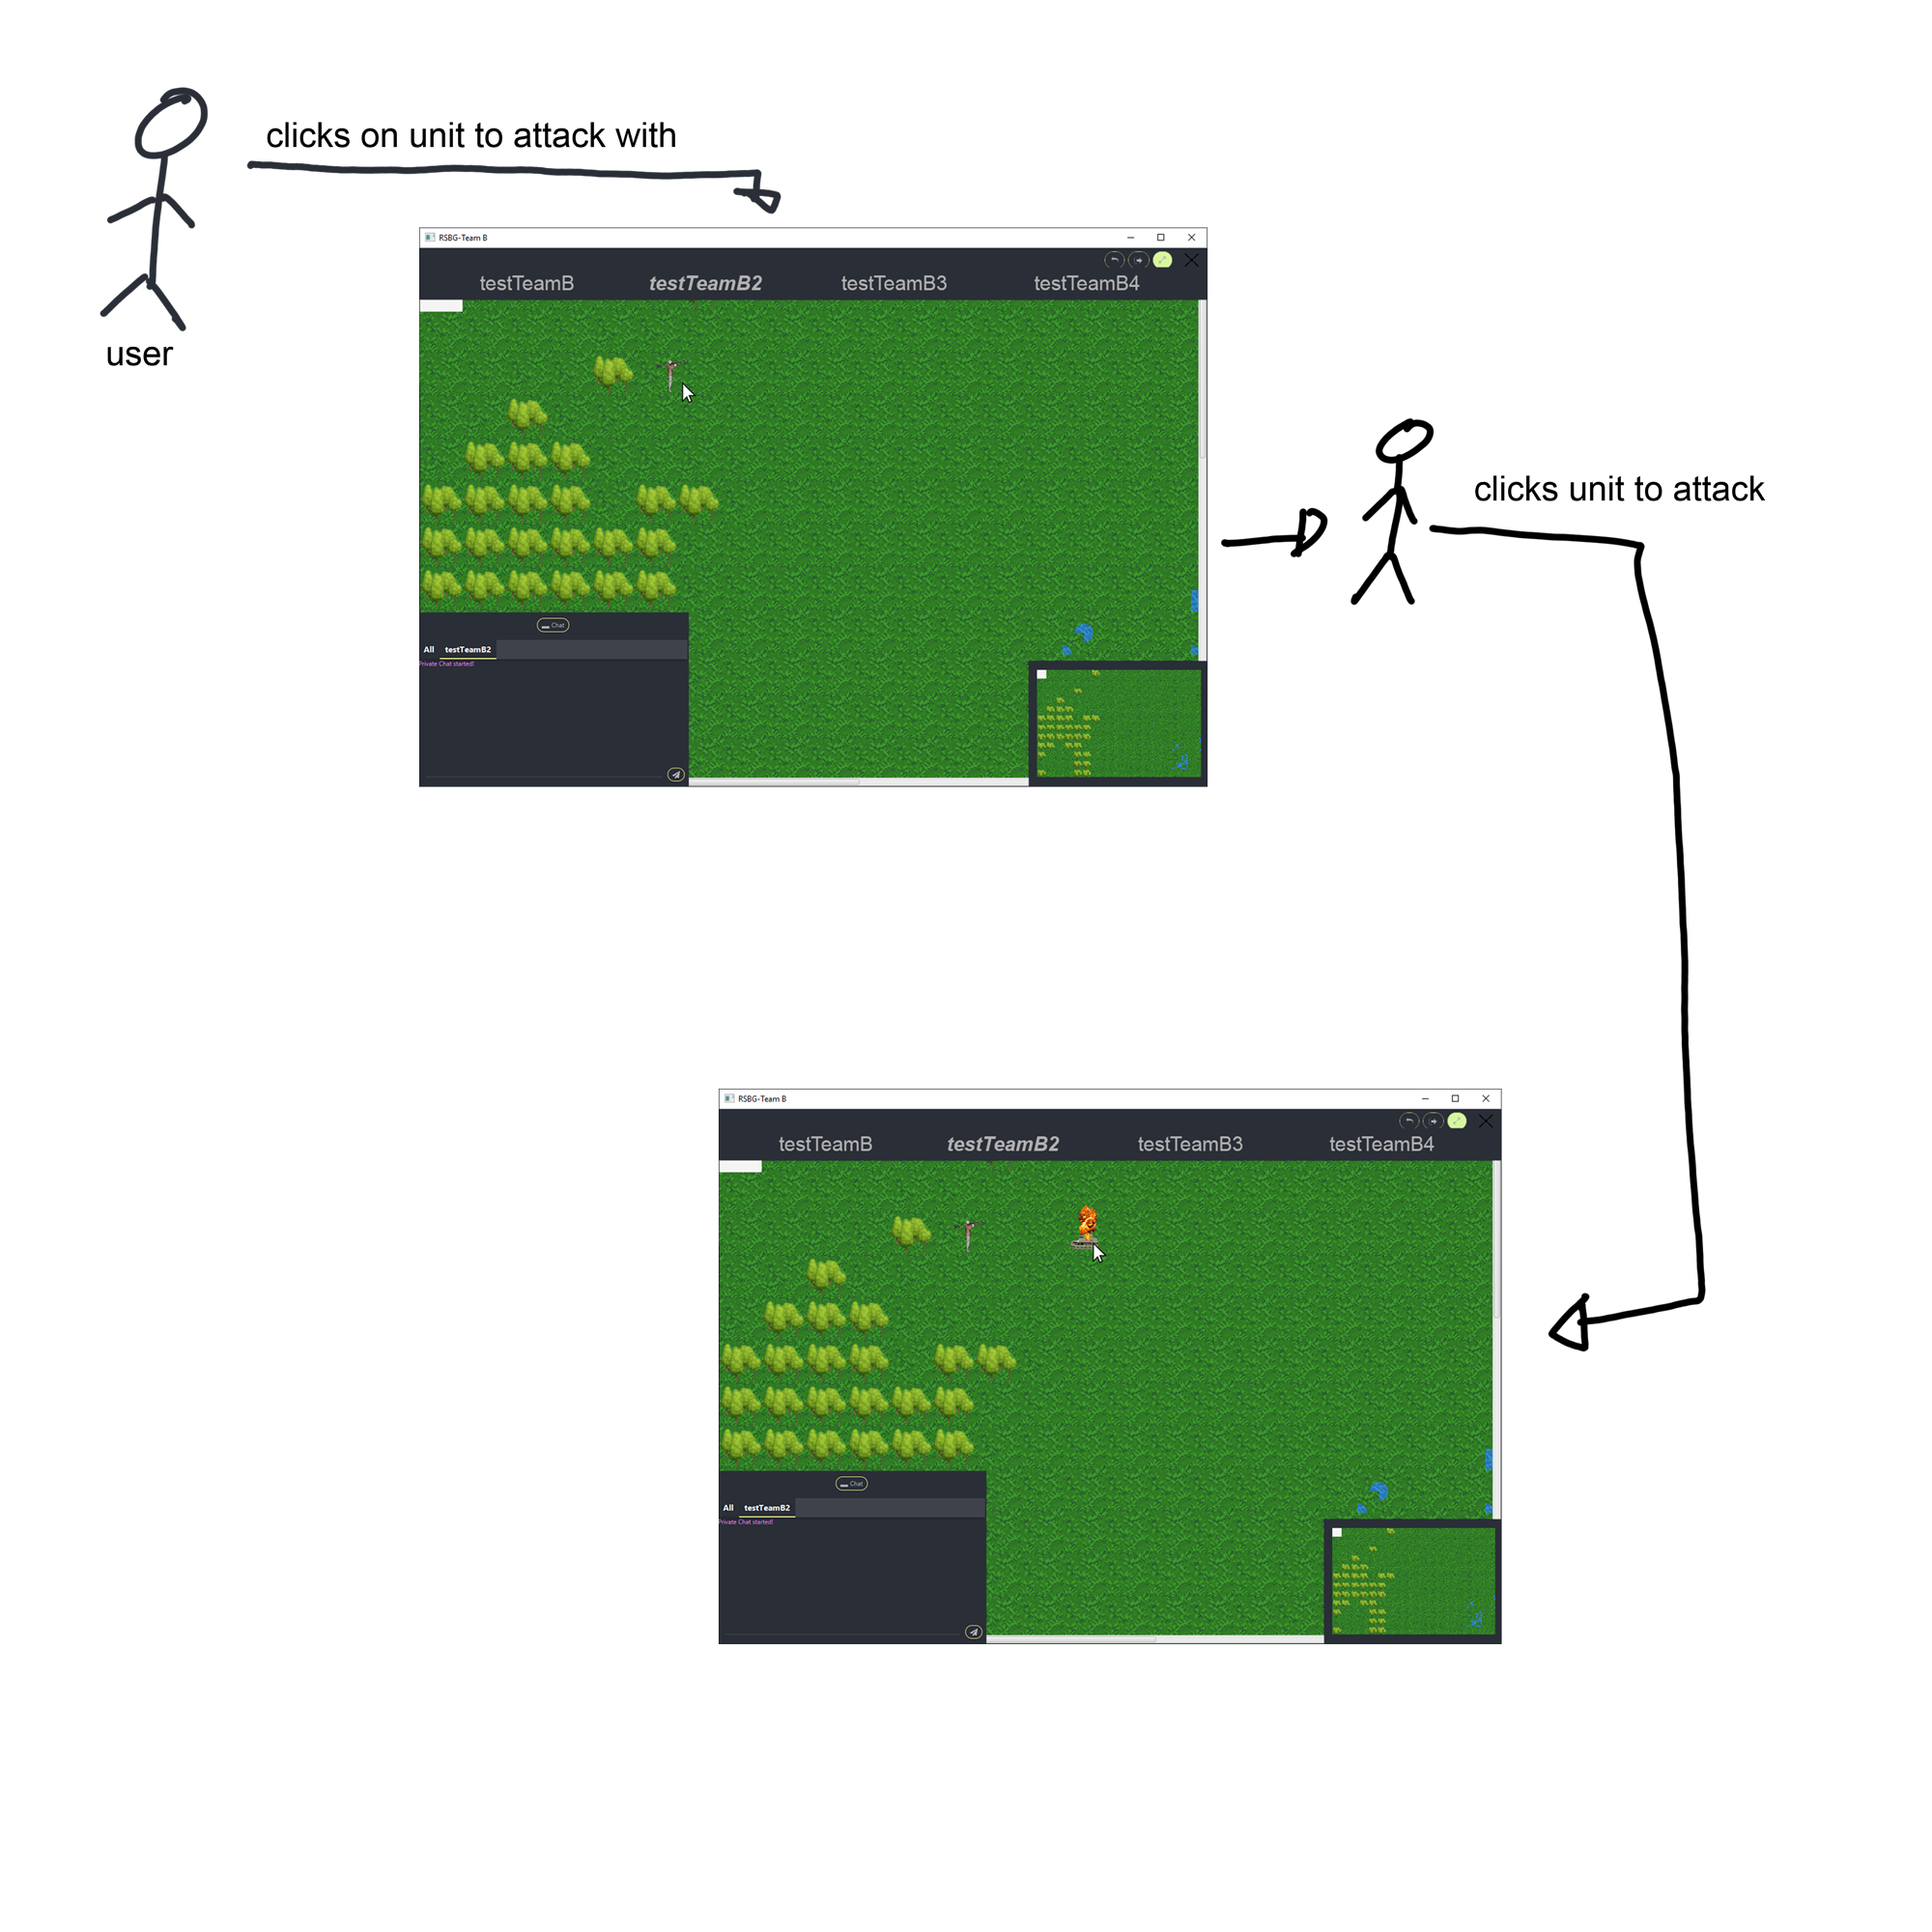 clicks on unit to attack with
user
RSBG-Team B
testTeamB testTeamB2 testTeamB3 testTeamB4
Chat
All testTeamB2
Private Chat started!
clicks unit to attack
RSBG-Team B
testTeamB testTeamB2 testTeamB3 testTeamB4
Chat
All testTeamB2
Private Chat started!